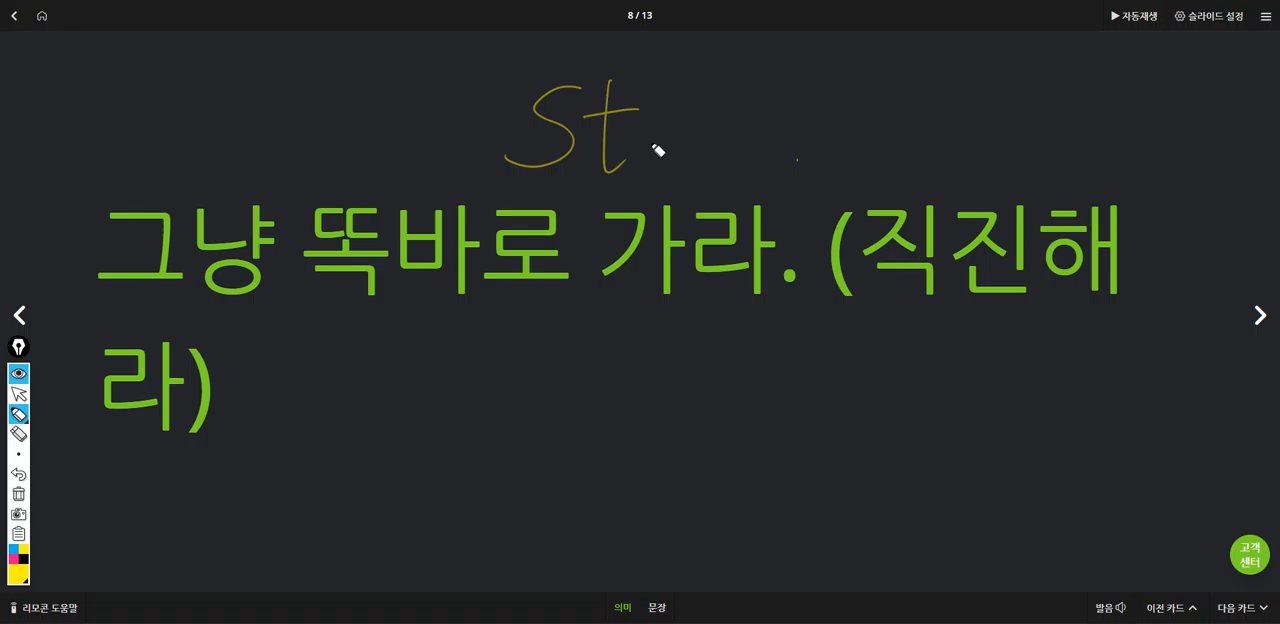 8 / 13
자동재생
슬라이드 설정
St
그냥 똑바로 가라. (직진해
라)
고객
센터
리모콘 도움말
의미
문장
발음
이전 카드
다음 카드